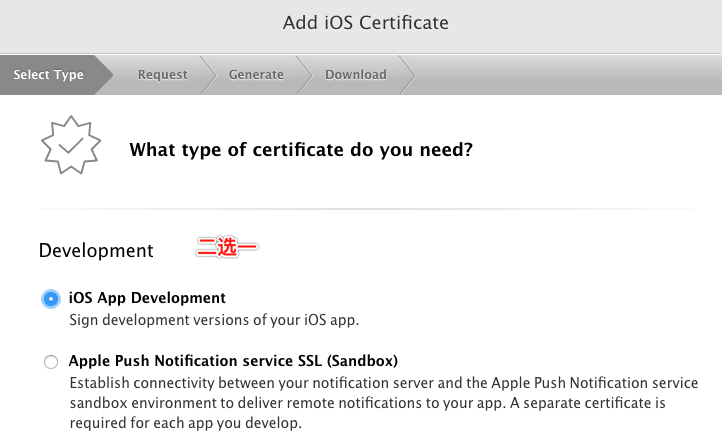 Add iOS Certificate
Select Type
Request
Generate
Download
What type of certificate do you need?
Development
二选一
iOS App Development
Sign development versions of your iOS app.
Apple Push Notification service SSL (Sandbox)
Establish connectivity between your notification server and the Apple Push Notification service
sandbox environment to deliver remote notifications to your app. A separate certificate is
required for each app you develop.